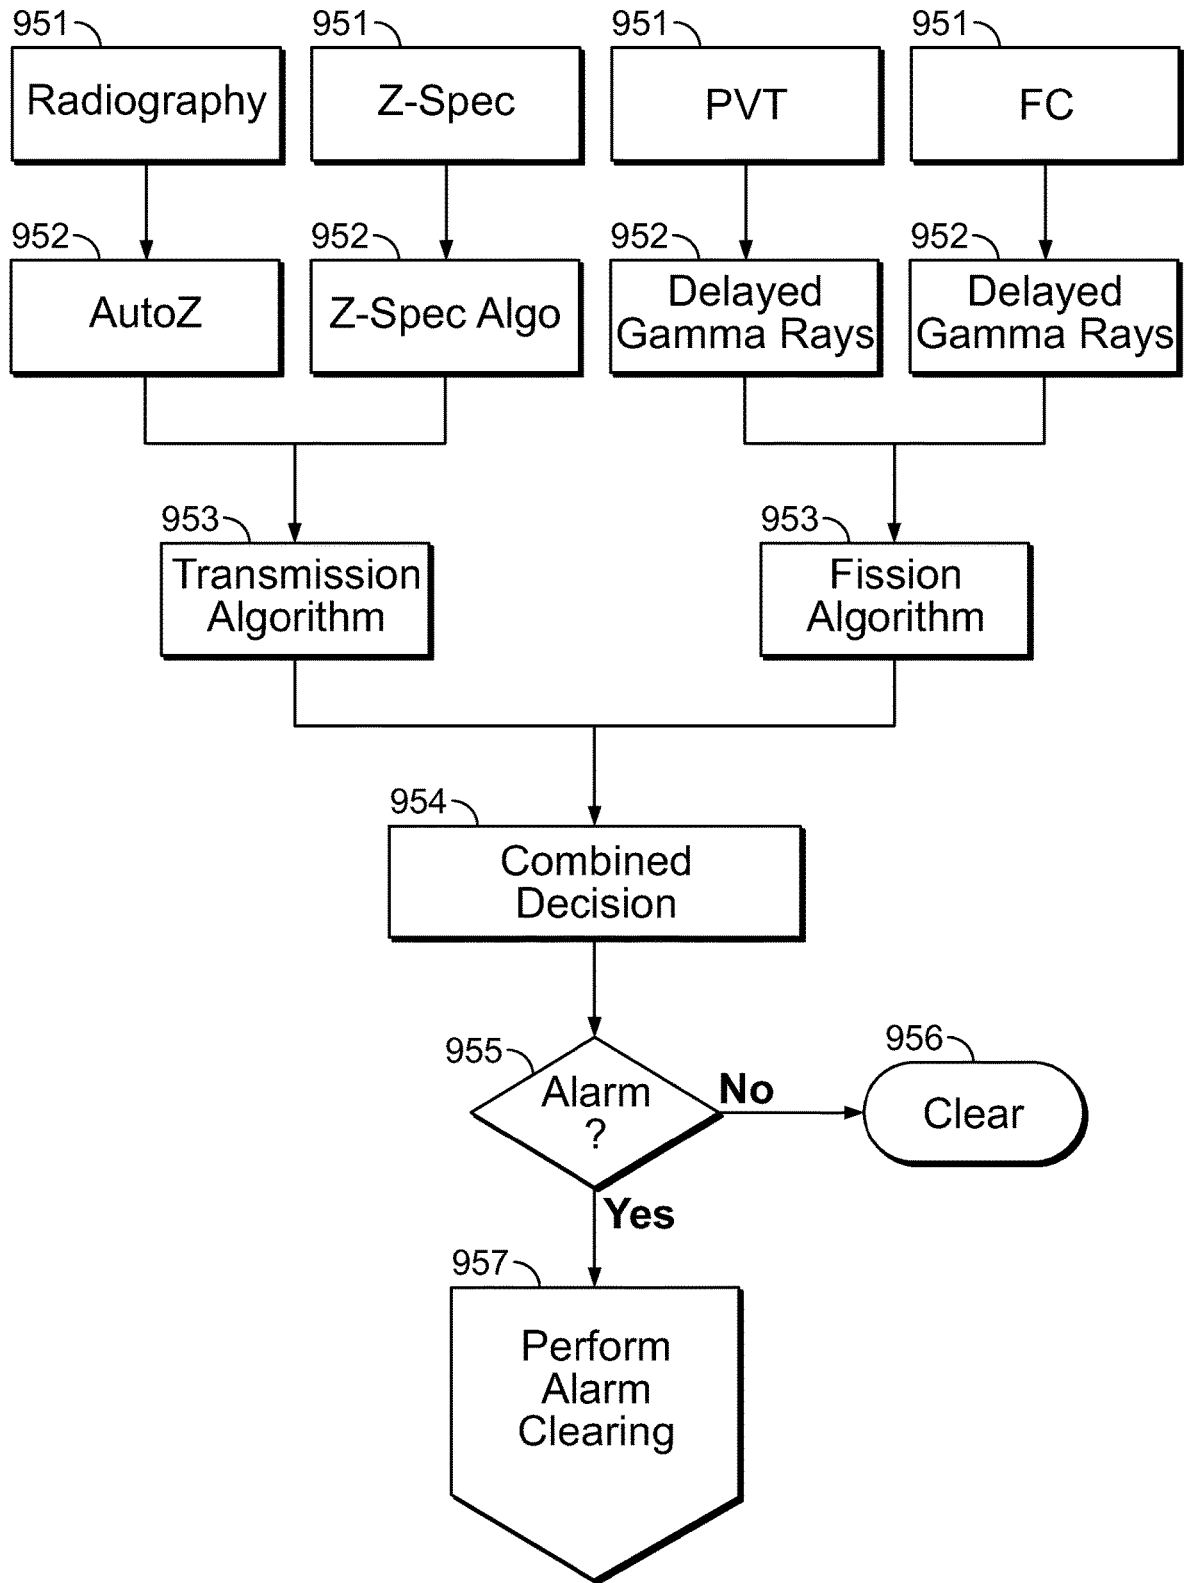 951
951
951
951
Radiography
Z-Spec
PVT
FC
952
952
952
952
AutoZ
Z-Spec Algo
Delayed
Gamma Rays
Delayed
Gamma Rays
953
953
Transmission
Algorithm
Fission
Algorithm
954
Combined
Decision
955
Alarm
?
No
956
Clear
Yes
957
Perform
Alarm
Clearing